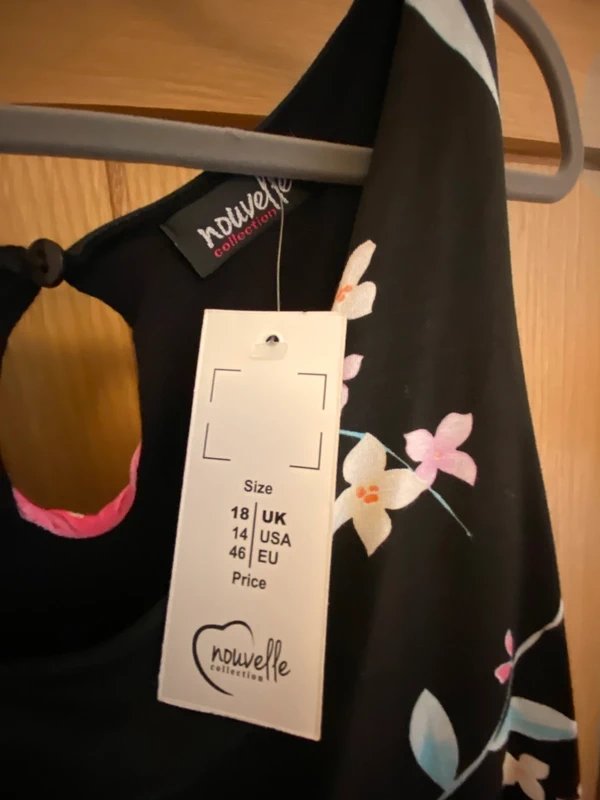 nouvelle
collection
Size
18 | UK
14 | USA
46 | EU
Price
nouvelle
collection